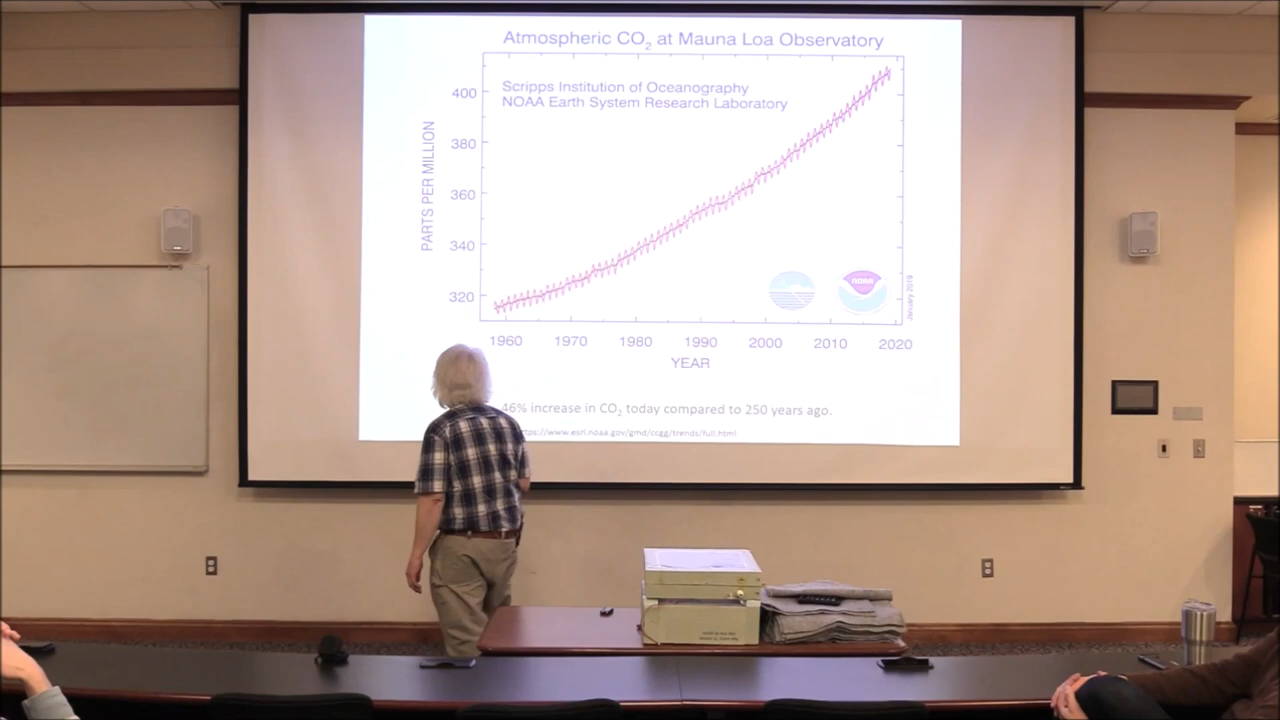 Atmospheric CO₂ at Mauna Loa Observatory
Scripps Institution of Oceanography
NOAA Earth System Research Laboratory
PARTS PER MILLION
400
380
360
340
320
NOAA
January 2019
1960 1970 1980 1990 2000 2010 2020
YEAR
46% increase in CO₂ today compared to 250 years ago.
ttps://www.esrl.noaa.gov/gmd/ccgg/trends/full.html